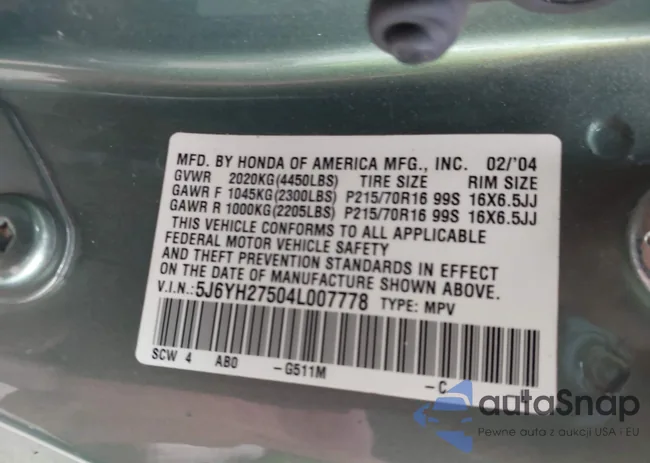 MFD. BY HONDA OF AMERICA MFG., INC. 02/'04
GVWR 2020KG(4450LBS) TIRE SIZE RIM SIZE
GAWR F 1045KG(2300LBS) P215/70R16 99S 16X6.5JJ
GAWR R 1000KG(2205LBS) P215/70R16 99S 16X6.5JJ
THIS VEHICLE CONFORMS TO ALL APPLICABLE
FEDERAL MOTOR VEHICLE SAFETY
AND THEFT PREVENTION STANDARDS IN EFFECT
ON THE DATE OF MANUFACTURE SHOWN ABOVE.
V.I.N.:5J6YH27504L007778 TYPE: MPV
SCW 4 AB0 -G511M -C
autoSnap
Pewne auta z aukcji USA i EU